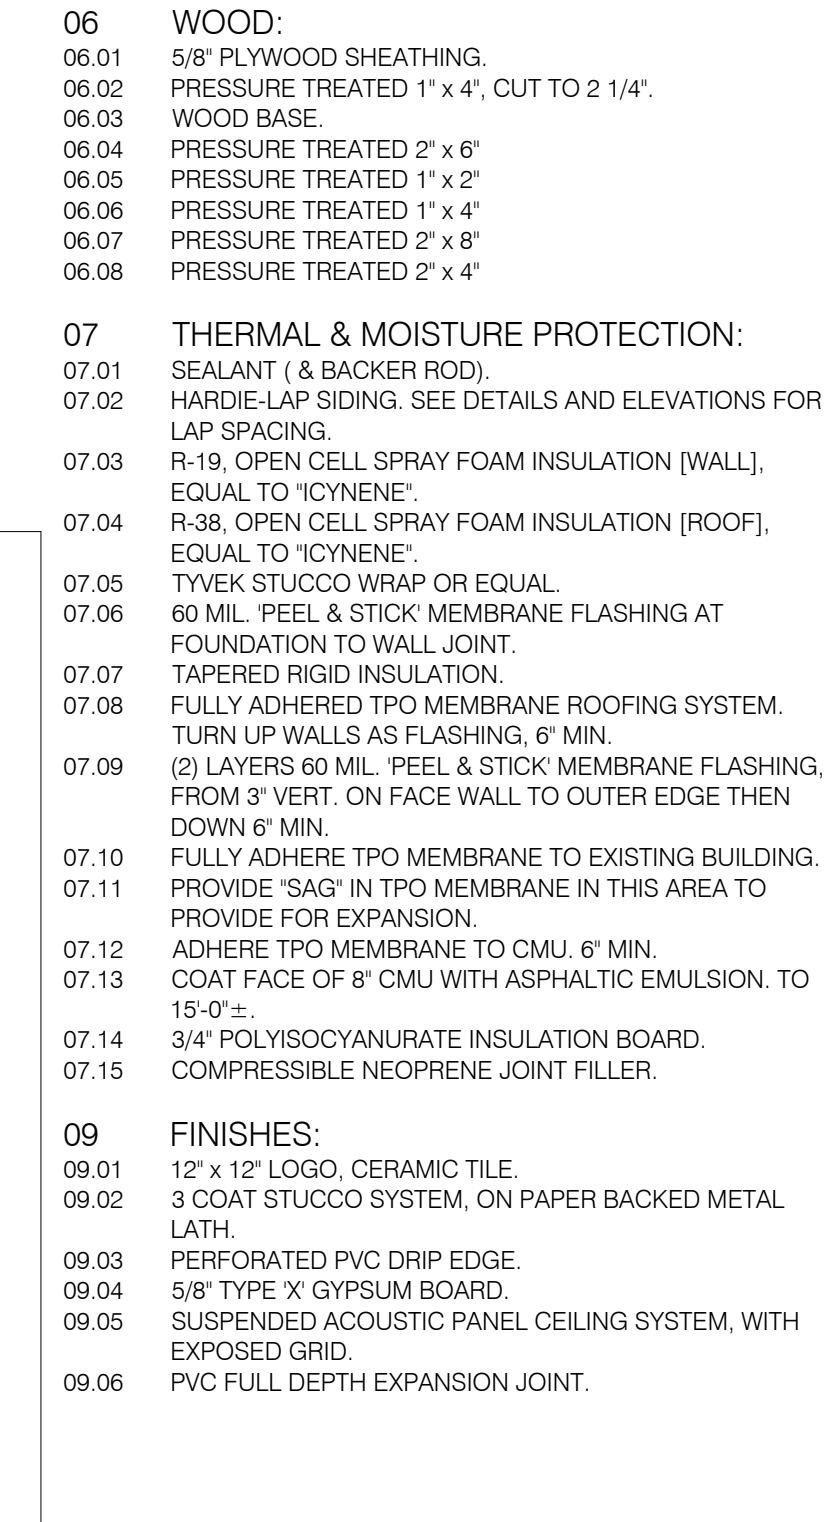 06 WOOD:
06.01 5/8" PLYWOOD SHEATHING.
06.02 PRESSURE TREATED 1" x 4", CUT TO 2 1/4".
06.03 WOOD BASE.
06.04 PRESSURE TREATED 2" x 6"
06.05 PRESSURE TREATED 1" x 2"
06.06 PRESSURE TREATED 1" x 4"
06.07 PRESSURE TREATED 2" x 8"
06.08 PRESSURE TREATED 2" x 4"
07 THERMAL & MOISTURE PROTECTION:
07.01 SEALANT ( & BACKER ROD).
07.02 HARDIE-LAP SIDING. SEE DETAILS AND ELEVATIONS FOR
LAP SPACING.
07.03 R-19, OPEN CELL SPRAY FOAM INSULATION [WALL],
EQUAL TO "ICYNENE".
07.04 R-38, OPEN CELL SPRAY FOAM INSULATION [ROOF],
EQUAL TO "ICYNENE".
07.05 TYVEK STUCCO WRAP OR EQUAL.
07.06 60 MIL. 'PEEL & STICK' MEMBRANE FLASHING AT
FOUNDATION TO WALL JOINT.
07.07 TAPERED RIGID INSULATION.
07.08 FULLY ADHERED TPO MEMBRANE ROOFING SYSTEM.
TURN UP WALLS AS FLASHING, 6" MIN.
07.09 (2) LAYERS 60 MIL. 'PEEL & STICK' MEMBRANE FLASHING,
FROM 3" VERT. ON FACE WALL TO OUTER EDGE THEN
DOWN 6" MIN.
07.10 FULLY ADHERE TPO MEMBRANE TO EXISTING BUILDING.
07.11 PROVIDE "SAG" IN TPO MEMBRANE IN THIS AREA TO
PROVIDE FOR EXPANSION.
07.12 ADHERE TPO MEMBRANE TO CMU. 6" MIN.
07.13 COAT FACE OF 8" CMU WITH ASPHALTIC EMULSION. TO
15'-0"±.
07.14 3/4" POLYISOCYANURATE INSULATION BOARD.
07.15 COMPRESSIBLE NEOPRENE JOINT FILLER.
09 FINISHES:
09.01 12" x 12" LOGO, CERAMIC TILE.
09.02 3 COAT STUCCO SYSTEM, ON PAPER BACKED METAL
LATH.
09.03 PERFORATED PVC DRIP EDGE.
09.04 5/8" TYPE 'X' GYPSUM BOARD.
09.05 SUSPENDED ACOUSTIC PANEL CEILING SYSTEM, WITH
EXPOSED GRID.
09.06 PVC FULL DEPTH EXPANSION JOINT.